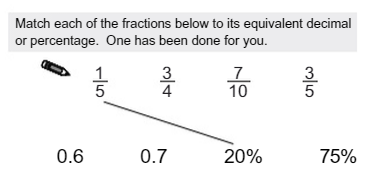 Match each of the fractions below to its equivalent decimal
or percentage.  One has been done for you.
1/5 3/4 7/10 3/5
0.6 0.7 20% 75%